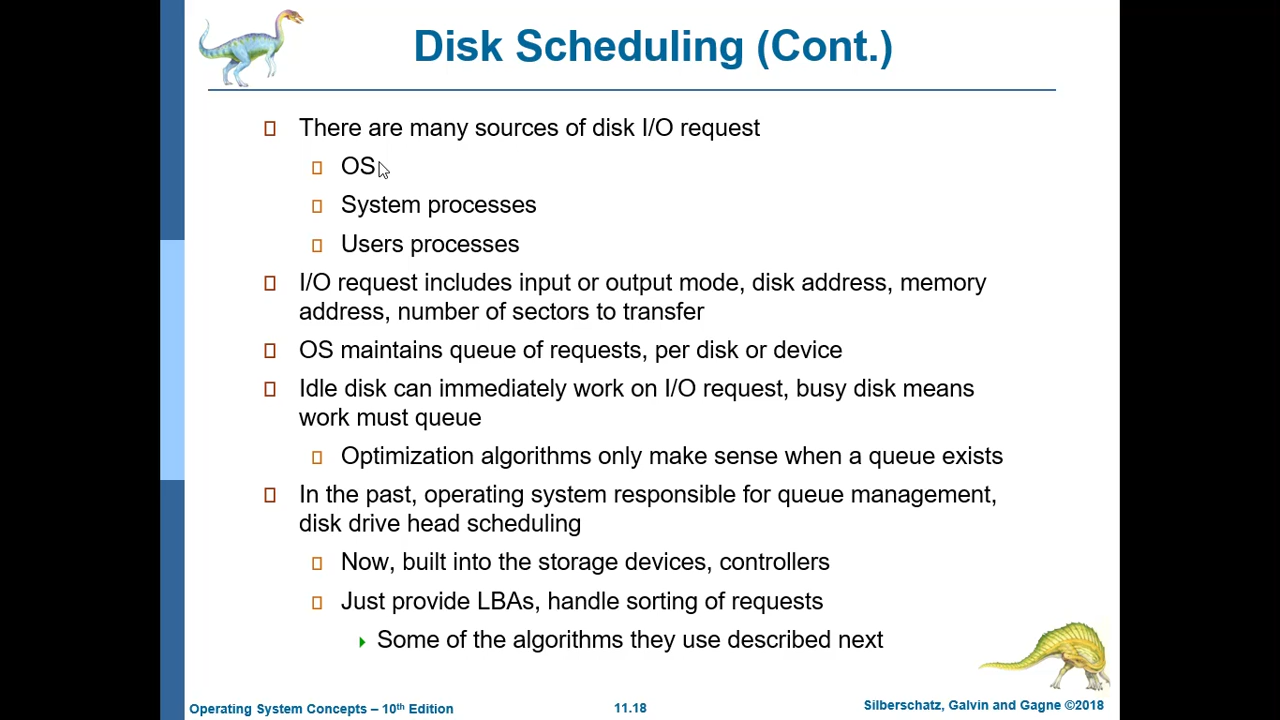 Disk Scheduling (Cont.)
There are many sources of disk I/O request
OS
System processes
Users processes
I/O request includes input or output mode, disk address, memory
address, number of sectors to transfer
OS maintains queue of requests, per disk or device
Idle disk can immediately work on I/O request, busy disk means
work must queue
Optimization algorithms only make sense when a queue exists
In the past, operating system responsible for queue management,
disk drive head scheduling
Now, built into the storage devices, controllers
Just provide LBAs, handle sorting of requests
Some of the algorithms they use described next
Operating System Concepts – 10th Edition
11.18
Silberschatz, Galvin and Gagne ©2018